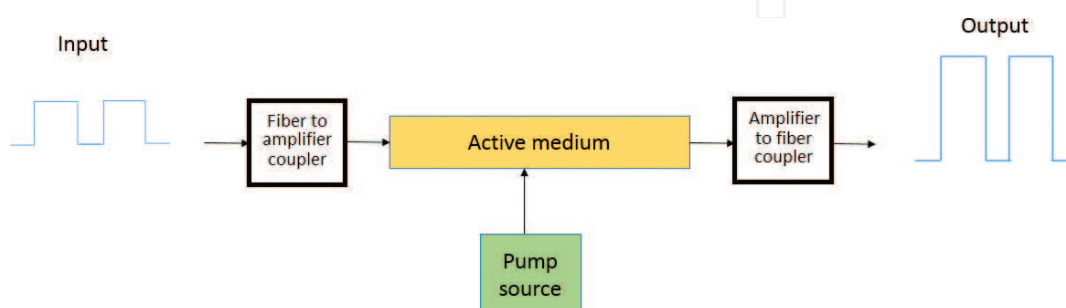 Input
Output
Fiber to
amplifier
coupler
Active medium
Amplifier
to fiber
coupler
Pump
source